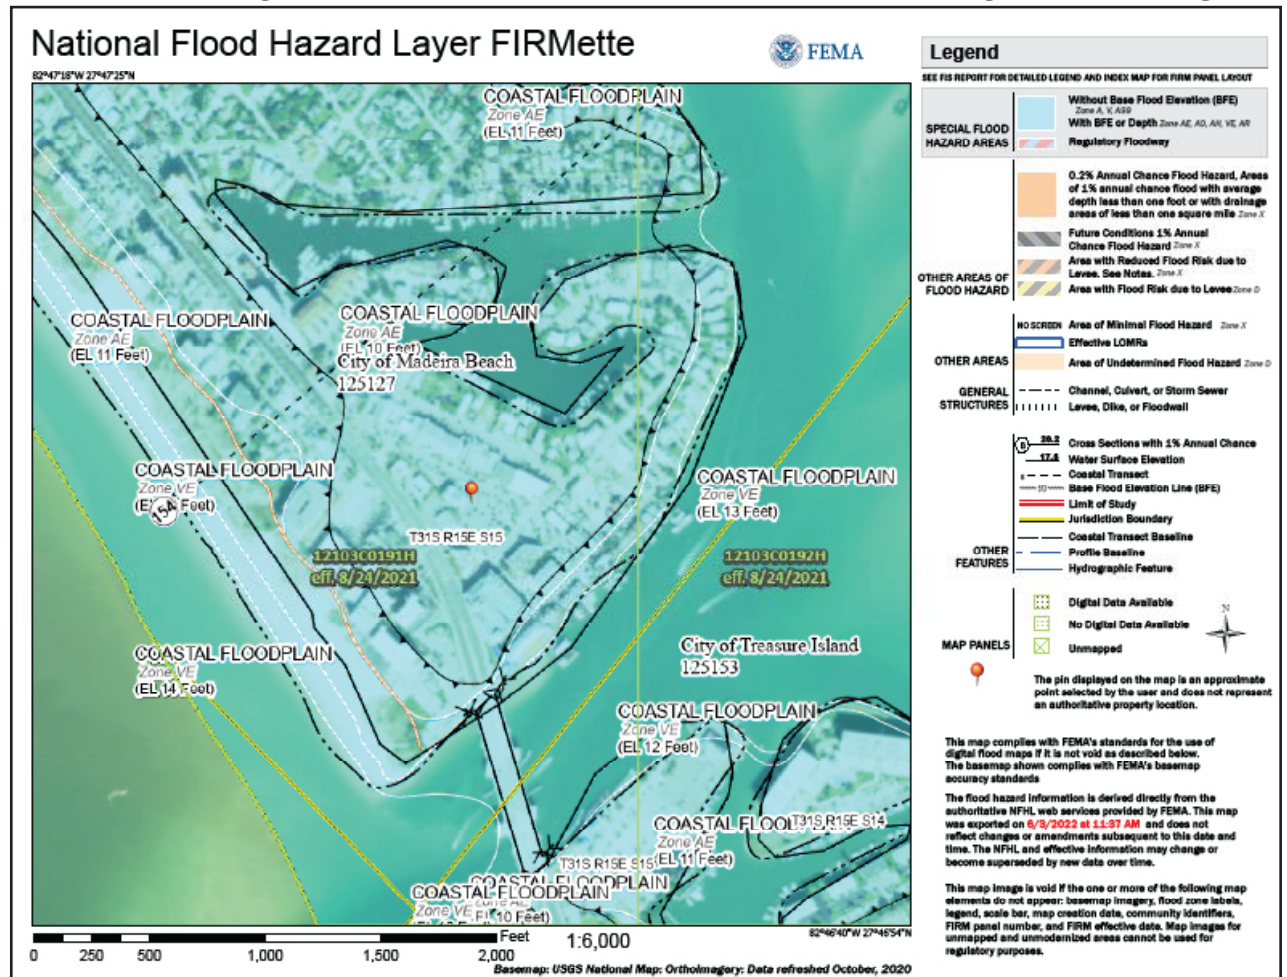 National Flood Hazard Layer FIRMette
FEMA
82°47'18"W 27°47'25"N
COASTAL FLOODPLAIN
Zone AE
(EL 11 Feet)
COASTAL FLOODPLAIN
Zone AE
(EL 11 Feet)
COASTAL FLOODPLAIN
Zone AE
(EL 10 Feet)
City of Madeira Beach
125127
COASTAL FLOODPLAIN
Zone VE
Feet)
154
COASTAL FLOODPLAIN
Zone VE
(EL 13 Feet)
T31S R15E S15
12103C0191H
eff. 8/24/2021
12103C0192H
eff. 8/24/2021
COASTAL FLOODPLAIN
Zone VE
(EL 14 Feet)
City of Treasure Island
125153
COASTAL FLOODPLAIN
Zone VE
(EL 12 Feet)
COASTAL
T31S R15E S14
Zone AE
(EL 11 Feet)
T31S R15E S15
COASTAL FLOODPLAIN
COASTAL FLOODPLAIN
Zone VE
EL 10 Feet)
Feet
0 250 500 1,000 1,500 2,000
1:6,000
82°46'40"W 27°46'54"N
Basemap: USGS National Map: Orthoimagery: Data refreshed October, 2020
Legend
SEE FIS REPORT FOR DETAILED LEGEND AND INDEX MAP FOR FIRM PANEL LAYOUT
SPECIAL FLOOD
HAZARD AREAS
Without Base Flood Elevation (BFE)
Zone A, V, A99
With BFE or Depth Zone AE, AO, AH, VE, AR
Regulatory Floodway
OTHER AREAS OF
FLOOD HAZARD
0.2% Annual Chance Flood Hazard, Areas
of 1% annual chance flood with average
depth less than one foot or with drainage
areas of less than one square mile Zone X
Future Conditions 1% Annual
Chance Flood Hazard Zone X
Area with Reduced Flood Risk due to
Levee. See Notes. Zone X
Area with Flood Risk due to Levee Zone D
OTHER AREAS
NO SCREEN Area of Minimal Flood Hazard Zone X
Effective LOMRs
Area of Undetermined Flood Hazard Zone D
GENERAL
STRUCTURES
Channel, Culvert, or Storm Sewer
Levee, Dike, or Floodwall
OTHER
FEATURES
B 20.2 Cross Sections with 1% Annual Chance
17.5 Water Surface Elevation
8 Coastal Transect
Base Flood Elevation Line (BFE)
Limit of Study
Jurisdiction Boundary
Coastal Transect Baseline
Profile Baseline
Hydrographic Feature
MAP PANELS
Digital Data Available
No Digital Data Available
Unmapped
N
The pin displayed on the map is an approximate
point selected by the user and does not represent
an authoritative property location.
This map complies with FEMA's standards for the use of
digital flood maps if it is not void as described below.
The basemap shown complies with FEMA's basemap
accuracy standards
The flood hazard information is derived directly from the
authoritative NFHL web services provided by FEMA. This map
was exported on 6/3/2022 at 11:37 AM and does not
reflect changes or amendments subsequent to this date and
time. The NFHL and effective information may change or
become superseded by new data over time.
This map image is void if the one or more of the following map
elements do not appear: basemap imagery, flood zone labels,
legend, scale bar, map creation date, community identifiers,
FIRM panel number, and FIRM effective date. Map images for
unmapped and unmodernized areas cannot be used for
regulatory purposes.